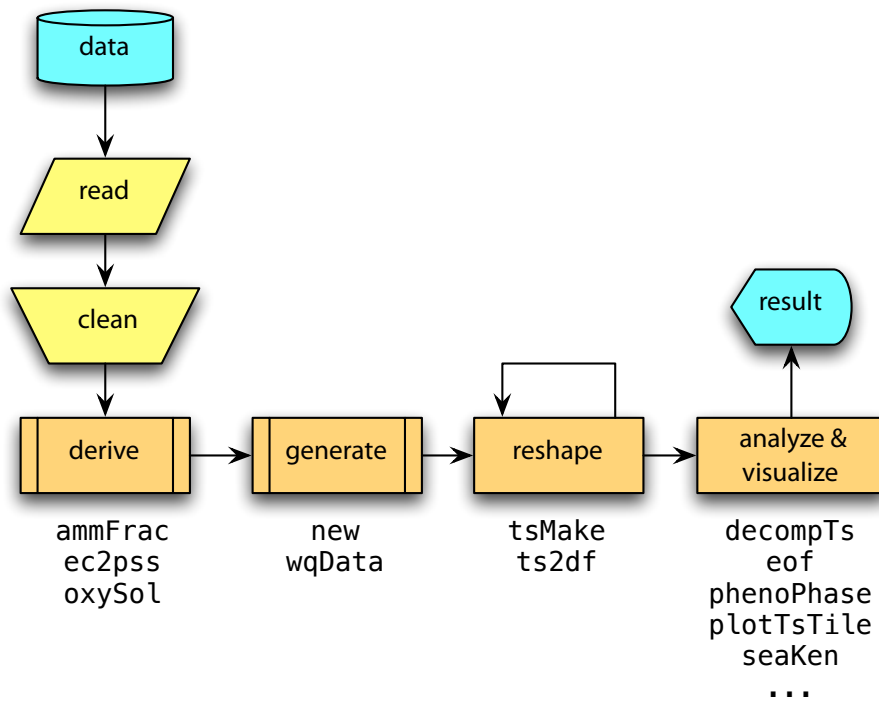 data
read
clean
result
derive
generate
reshape
analyze &
visualize
ammFrac
ec2pss
oxySol
new
wqData
tsMake
ts2df
decompTs
eof
phenoPhase
plotTsTile
seaKen
...